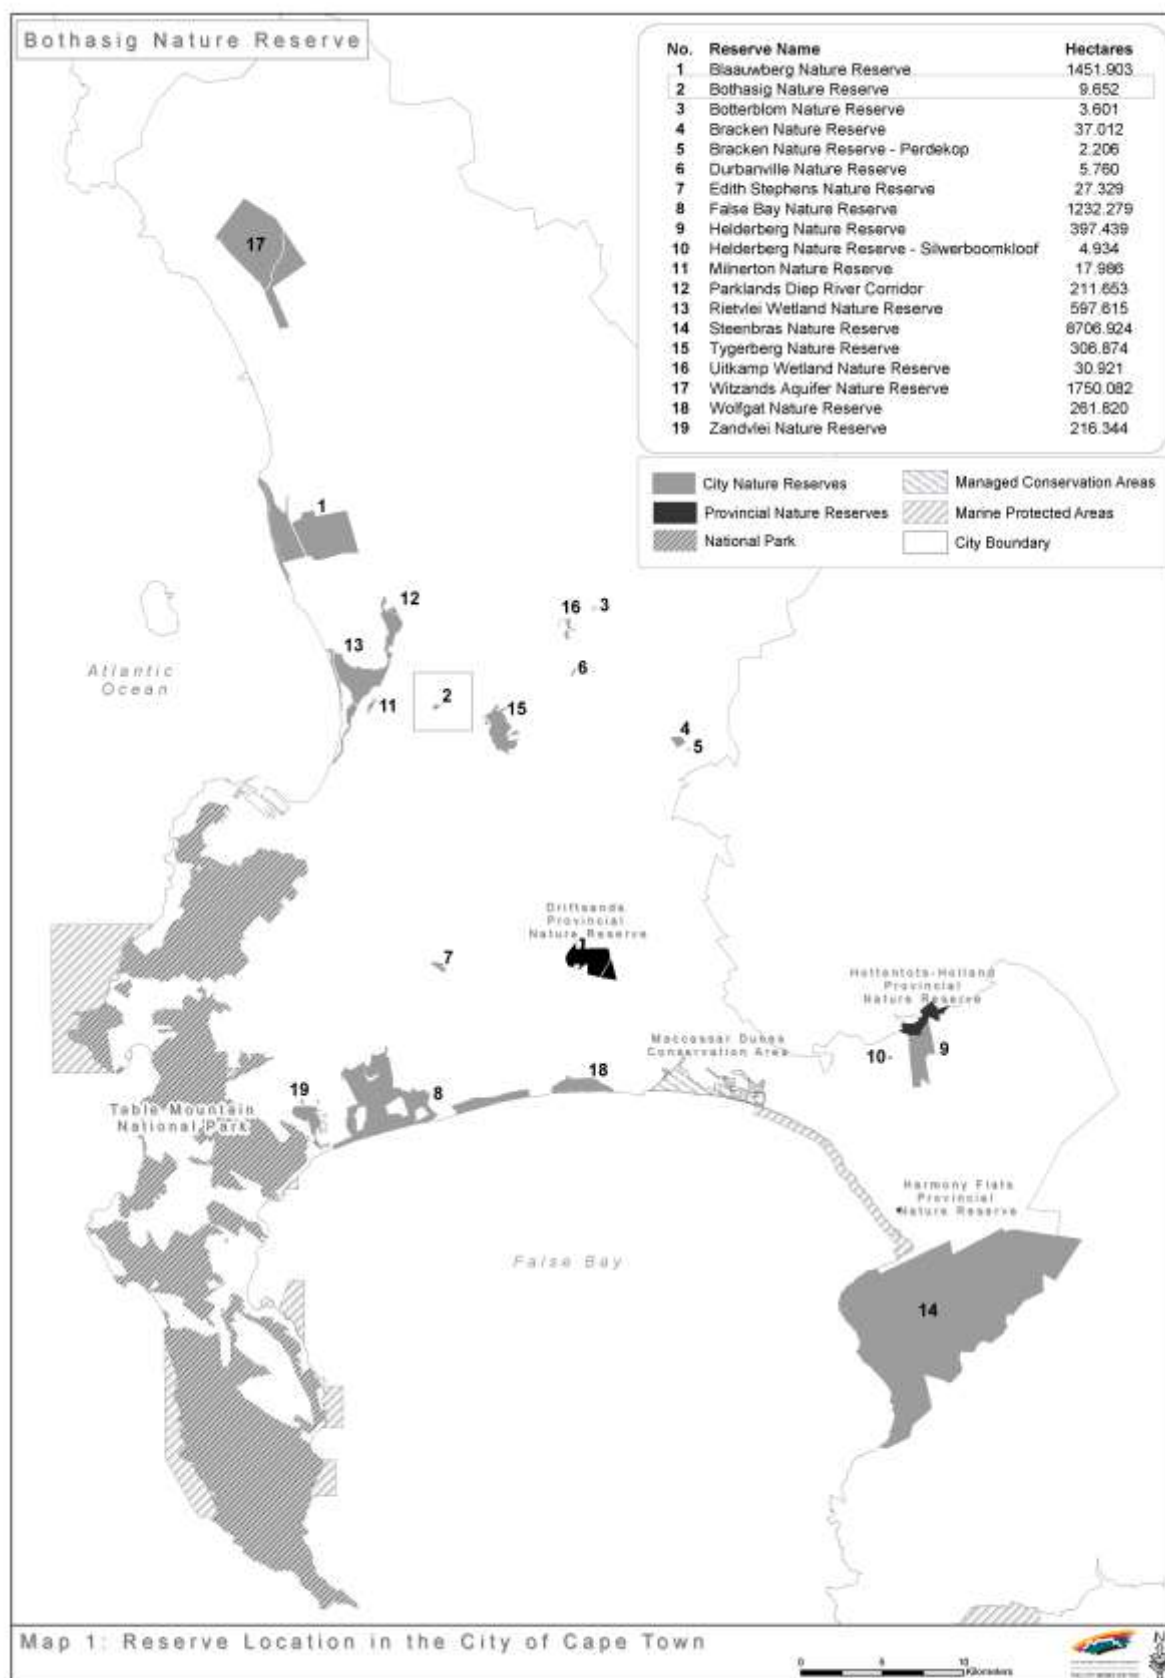 Bothasig Nature Reserve
No. Reserve Name Hectares
1 Blaauwberg Nature Reserve 1451.903
2 Bothasig Nature Reserve 9.652
3 Botterblom Nature Reserve 3.601
4 Bracken Nature Reserve 37.012
5 Bracken Nature Reserve - Perdekop 2.206
6 Durbanville Nature Reserve 5.760
7 Edith Stephens Nature Reserve 27.329
8 False Bay Nature Reserve 1232.279
9 Helderberg Nature Reserve 397.439
10 Helderberg Nature Reserve - Silwerboomkloof 4.934
11 Milnerton Nature Reserve 17.986
12 Parklands Diep River Corridor 211.653
13 Rietvlei Wetland Nature Reserve 597.615
14 Steenbras Nature Reserve 8706.924
15 Tygerberg Nature Reserve 306.874
16 Uitkamp Wetland Nature Reserve 30.921
17 Witzands Aquifer Nature Reserve 1750.082
18 Wolfgat Nature Reserve 261.820
19 Zandvlei Nature Reserve 216.344
City Nature Reserves
Managed Conservation Areas
Provincial Nature Reserves
Marine Protected Areas
National Park
City Boundary
17
1
12
16
3
13
6
Atlantic
Ocean
11
2
15
4
5
Driftsands
Provincial
Nature Reserve
7
Hottentots-Holland
Provincial
Nature Reserve
Maccassar Dunes
Conservation Area
10
9
18
19
8
Table Mountain
National Park
Harmony Flats
Provincial
Nature Reserve
False Bay
14
Map 1: Reserve Location in the City of Cape Town
0 5 10
Kilometers